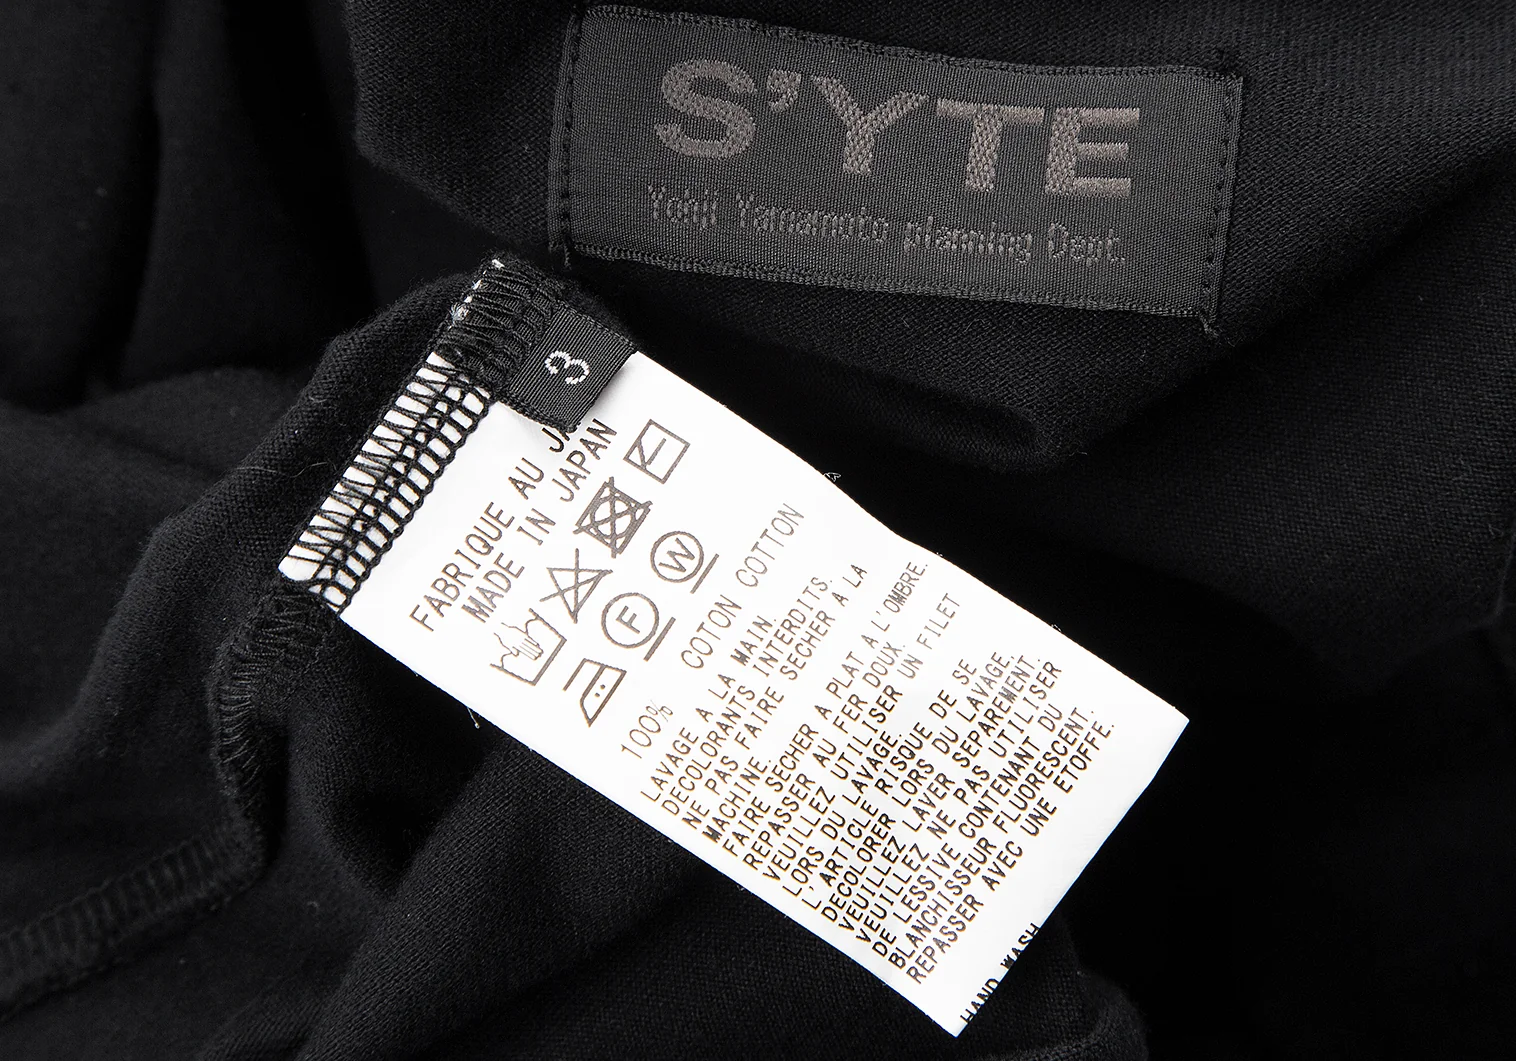 S'YTE
Yohji Yamamoto planning Dept.
3
FABRIQUE AU JA
MADE IN JAPAN
F
W
100% COTON COTTON
LAVAGE A LA MAIN.
DECOLORANTS INTERDITS.
NE PAS FAIRE SECHER A LA
MACHINE.
FAIRE SECHER A PLAT A L'OMBRE.
REPASSER AU FER DOUX.
VEUILLEZ UTILISER UN FILET
LORS DU LAVAGE.
L'ARTICLE RISQUE DE SE
DECOLORER LORS DU LAVAGE.
VEUILLEZ LAVER SEPAREMENT.
VEUILLEZ NE PAS UTILISER
DE LESSIVE CONTENANT DU
BLANCHISSEUR FLUORESCENT.
REPASSER AVEC UNE ETOFFE.
HAND WASH